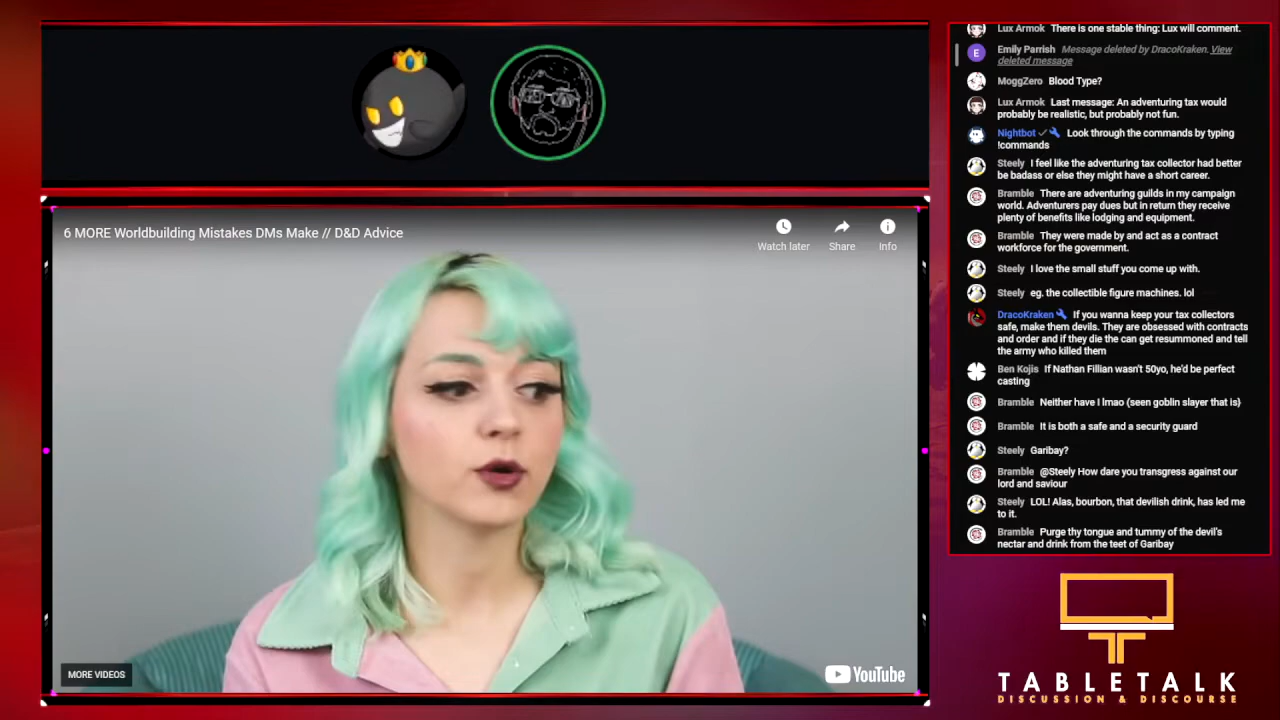 6 MORE Worldbuilding Mistakes DMs Make // D&D Advice
Watch later
Share
Info
MORE VIDEOS
YouTube
Lux Armok There is one stable thing: Lux will comment.
E
Emily Parrish Message deleted by DracoKraken. View
deleted message
MoggZero Blood Type?
Lux Armok Last message: An adventuring tax would
probably be realistic, but probably not fun.
Nightbot Look through the commands by typing
!commands
Steely I feel like the adventuring tax collector had better
be badass or else they might have a short career.
Bramble There are adventuring guilds in my campaign
world. Adventurers pay dues but in return they receive
plenty of benefits like lodging and equipment.
Bramble They were made by and act as a contract
workforce for the government.
Steely I love the small stuff you come up with.
Steely eg. the collectible figure machines. lol
DracoKraken If you wanna keep your tax collectors
safe, make them devils. They are obsessed with contracts
and order and if they die the can get resummoned and tell
the army who killed them
Ben Kojis If Nathan Fillian wasn't 50yo, he'd be perfect
casting
Bramble Neither have I lmao (seen goblin slayer that is)
Bramble It is both a safe and a security guard
Steely Garibay?
Bramble @Steely How dare you transgress against our
lord and saviour
Steely LOL! Alas, bourbon, that devilish drink, has led me
to it.
Bramble Purge thy tongue and tummy of the devil's
nectar and drink from the teet of Garibay
TABLETALK
DISCUSSION & DISCOURSE